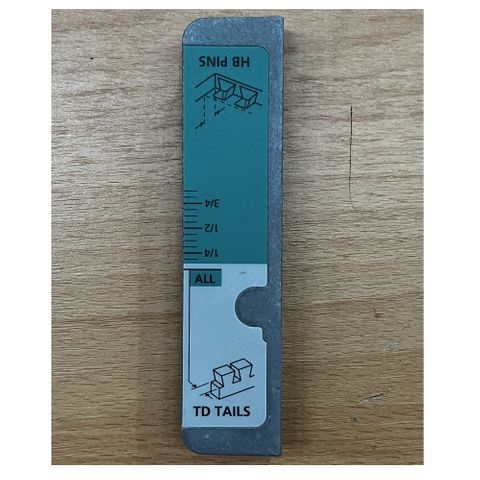 HB PINS
3/4
1/2
1/4
ALL
TD TAILS